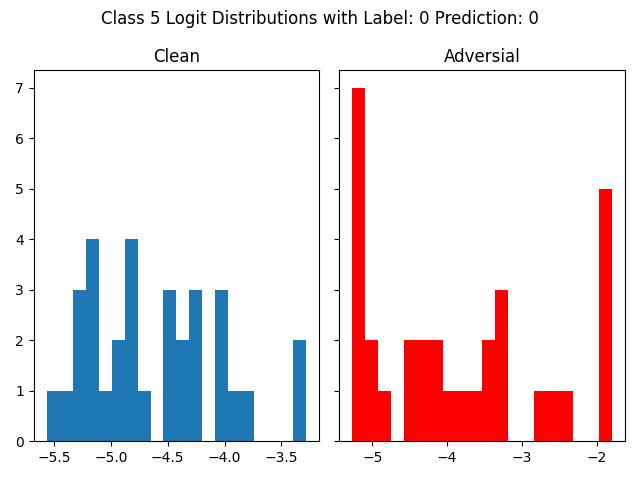 Class 5 Logit Distributions with Label: 0 Prediction: 0
Clean
Adversial
7
6
5
4
3
2
1
0
−5.5 −5.0 −4.5 −4.0 −3.5
−5 −4 −3 −2